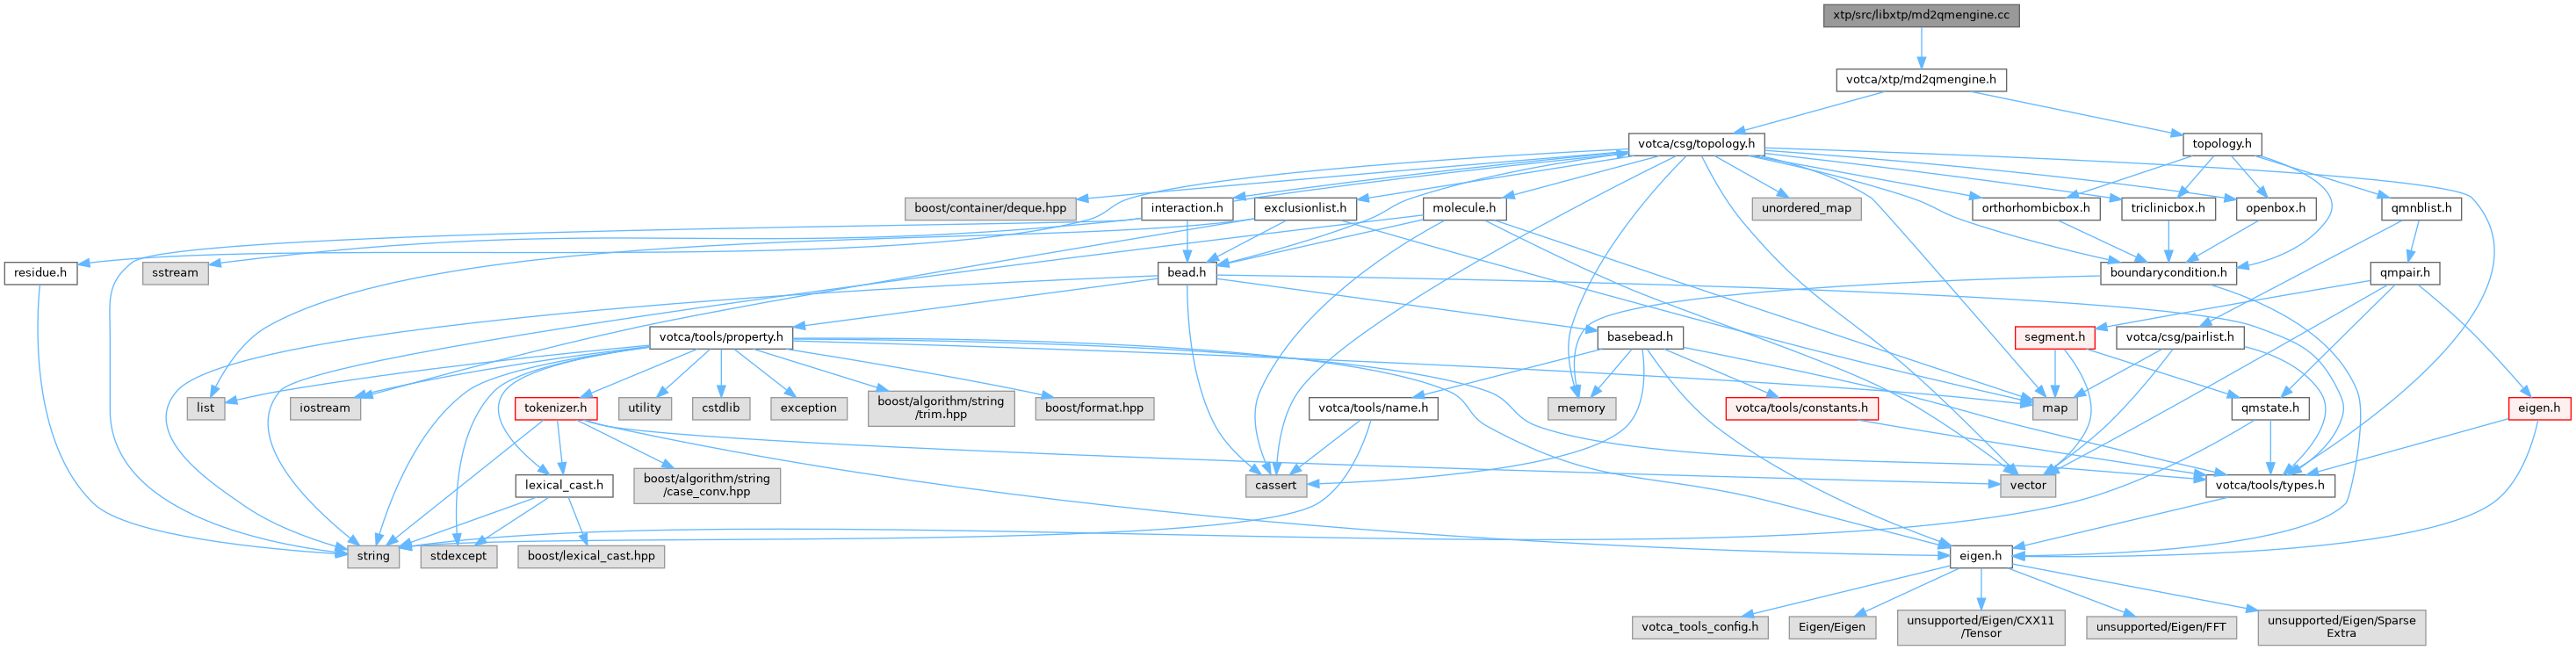 xtp/src/libxtp/md2qmengine.cc
votca/xtp/md2qmengine.h
votca/csg/topology.h
topology.h
boost/container/deque.hpp
interaction.h
exclusionlist.h
molecule.h
unordered_map
orthorhombicbox.h
triclinicbox.h
openbox.h
qmnblist.h
residue.h
sstream
bead.h
boundarycondition.h
qmpair.h
votca/tools/property.h
basebead.h
segment.h
votca/csg/pairlist.h
list
iostream
tokenizer.h
utility
cstdlib
exception
boost/algorithm/string
/trim.hpp
boost/format.hpp
votca/tools/name.h
memory
votca/tools/constants.h
map
qmstate.h
eigen.h
lexical_cast.h
boost/algorithm/string
/case_conv.hpp
cassert
vector
votca/tools/types.h
string
stdexcept
boost/lexical_cast.hpp
eigen.h
votca_tools_config.h
Eigen/Eigen
unsupported/Eigen/CXX11
/Tensor
unsupported/Eigen/FFT
unsupported/Eigen/Sparse
Extra